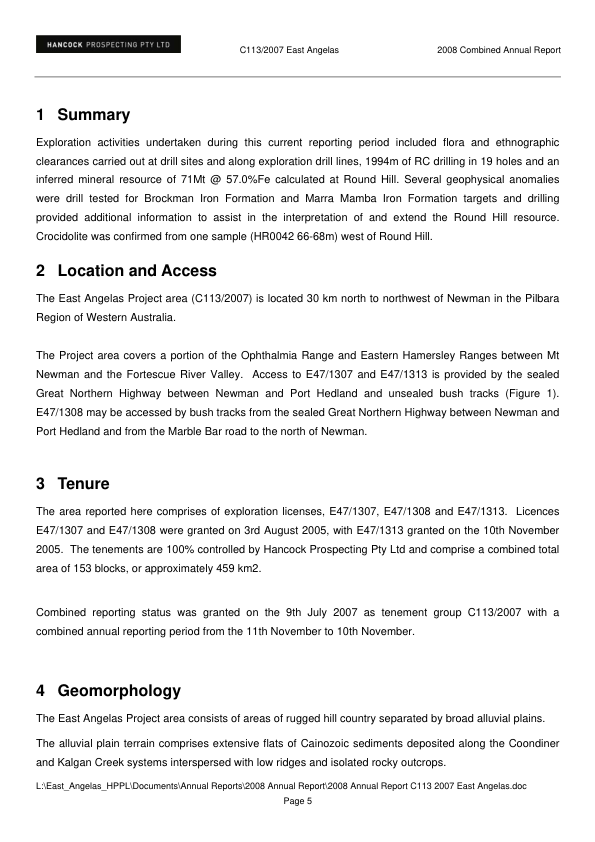 HANCOCK PROSPECTING PTY LTD
C113/2007 East Angelas
2008 Combined Annual Report
1 Summary
Exploration activities undertaken during this current reporting period included flora and ethnographic
clearances carried out at drill sites and along exploration drill lines, 1994m of RC drilling in 19 holes and an
inferred mineral resource of 71Mt @ 57.0%Fe calculated at Round Hill. Several geophysical anomalies
were drill tested for Brockman Iron Formation and Marra Mamba Iron Formation targets and drilling
provided additional information to assist in the interpretation of and extend the Round Hill resource.
Crocidolite was confirmed from one sample (HR0042 66-68m) west of Round Hill.
2 Location and Access
The East Angelas Project area (C113/2007) is located 30 km north to northwest of Newman in the Pilbara
Region of Western Australia.
The Project area covers a portion of the Ophthalmia Range and Eastern Hamersley Ranges between Mt
Newman and the Fortescue River Valley. Access to E47/1307 and E47/1313 is provided by the sealed
Great Northern Highway between Newman and Port Hedland and unsealed bush tracks (Figure 1).
E47/1308 may be accessed by bush tracks from the sealed Great Northern Highway between Newman and
Port Hedland and from the Marble Bar road to the north of Newman.
3 Tenure
The area reported here comprises of exploration licenses, E47/1307, E47/1308 and E47/1313. Licences
E47/1307 and E47/1308 were granted on 3rd August 2005, with E47/1313 granted on the 10th November
2005. The tenements are 100% controlled by Hancock Prospecting Pty Ltd and comprise a combined total
area of 153 blocks, or approximately 459 km2.
Combined reporting status was granted on the 9th July 2007 as tenement group C113/2007 with a
combined annual reporting period from the 11th November to 10th November.
4 Geomorphology
The East Angelas Project area consists of areas of rugged hill country separated by broad alluvial plains.
The alluvial plain terrain comprises extensive flats of Cainozoic sediments deposited along the Coondiner
and Kalgan Creek systems interspersed with low ridges and isolated rocky outcrops.
L:\East_Angelas_HPPL\Documents\Annual Reports\2008 Annual Report\2008 Annual Report C113 2007 East Angelas.doc
Page 5